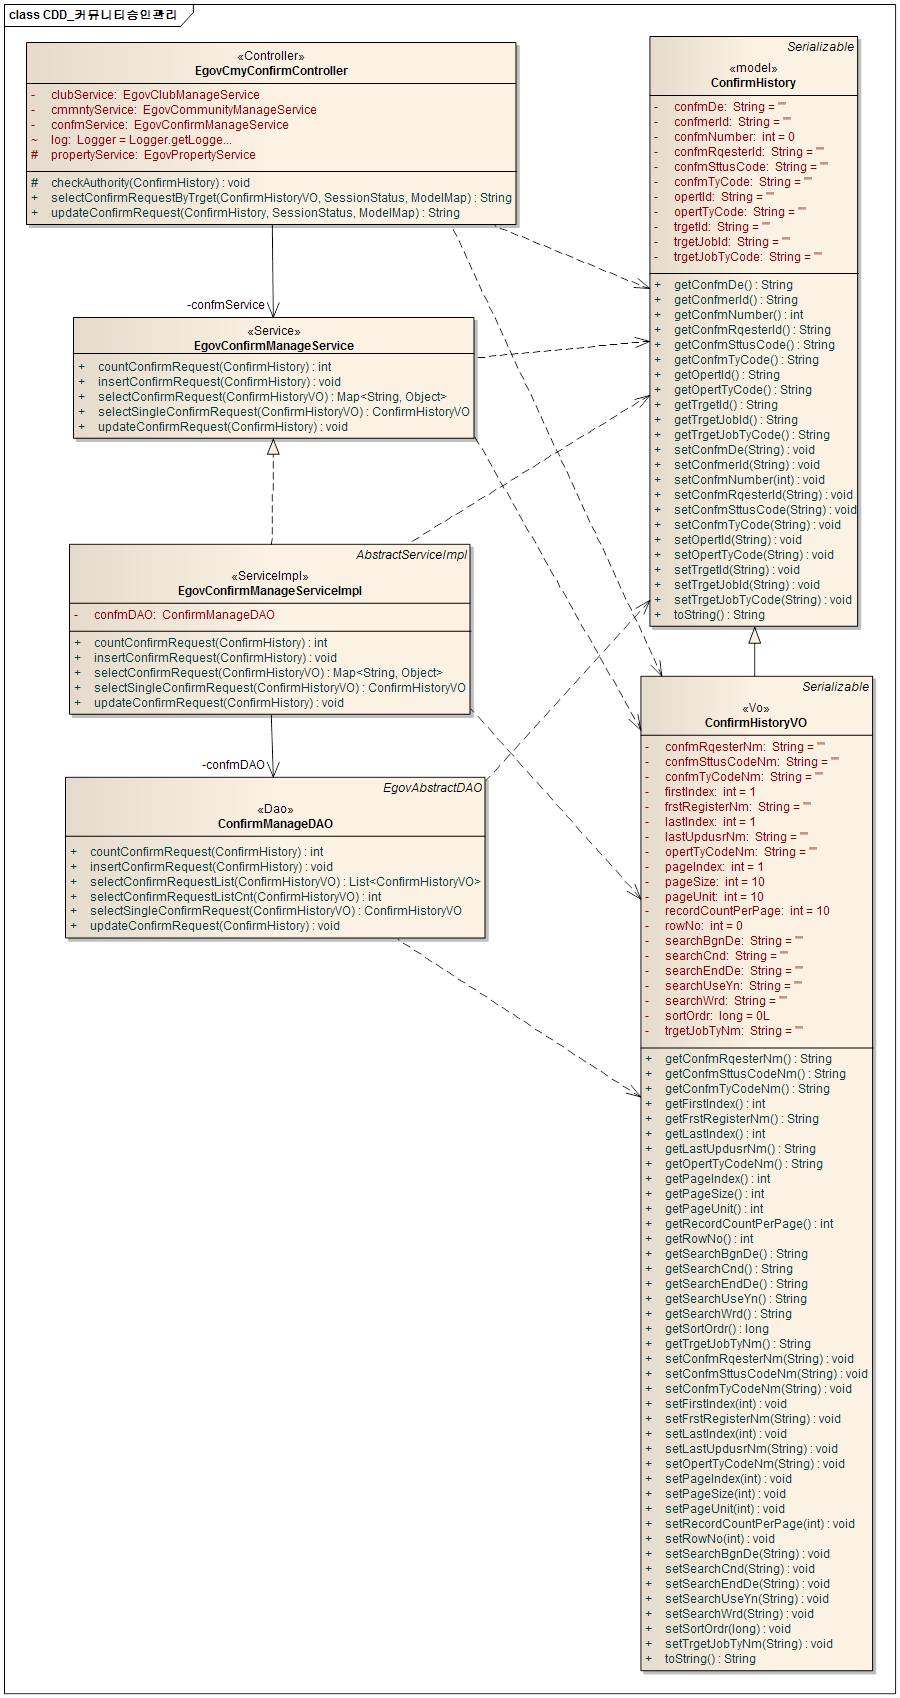 class CDD_커뮤니티승인관리
«Controller»
EgovCmyConfirmController
- clubService: EgovClubManageService
- cmmntyService: EgovCommunityManageService
- confmService: EgovConfirmManageService
~ log: Logger = Logger.getLogge...
# propertyService: EgovPropertyService
# checkAuthority(ConfirmHistory) : void
+ selectConfirmRequestByTrget(ConfirmHistoryVO, SessionStatus, ModelMap) : String
+ updateConfirmRequest(ConfirmHistory, SessionStatus, ModelMap) : String
-confmService
«Service»
EgovConfirmManageService
+ countConfirmRequest(ConfirmHistory) : int
+ insertConfirmRequest(ConfirmHistory) : void
+ selectConfirmRequest(ConfirmHistoryVO) : Map<String, Object>
+ selectSingleConfirmRequest(ConfirmHistoryVO) : ConfirmHistoryVO
+ updateConfirmRequest(ConfirmHistory) : void
AbstractServiceImpl
«ServiceImpl»
EgovConfirmManageServiceImpl
- confmDAO: ConfirmManageDAO
+ countConfirmRequest(ConfirmHistory) : int
+ insertConfirmRequest(ConfirmHistory) : void
+ selectConfirmRequest(ConfirmHistoryVO) : Map<String, Object>
+ selectSingleConfirmRequest(ConfirmHistoryVO) : ConfirmHistoryVO
+ updateConfirmRequest(ConfirmHistory) : void
-confmDAO
EgovAbstractDAO
«Dao»
ConfirmManageDAO
+ countConfirmRequest(ConfirmHistory) : int
+ insertConfirmRequest(ConfirmHistory) : void
+ selectConfirmRequestList(ConfirmHistoryVO) : List<ConfirmHistoryVO>
+ selectConfirmRequestListCnt(ConfirmHistoryVO) : int
+ selectSingleConfirmRequest(ConfirmHistoryVO) : ConfirmHistoryVO
+ updateConfirmRequest(ConfirmHistory) : void
Serializable
«model»
ConfirmHistory
- confmDe: String = ""
- confmerId: String = ""
- confmNumber: int = 0
- confmRqesterId: String = ""
- confmSttusCode: String = ""
- confmTyCode: String = ""
- opertId: String = ""
- opertTyCode: String = ""
- trgetId: String = ""
- trgetJobId: String = ""
- trgetJobTyCode: String = ""
+ getConfmDe() : String
+ getConfmerId() : String
+ getConfmNumber() : int
+ getConfmRqesterId() : String
+ getConfmSttusCode() : String
+ getConfmTyCode() : String
+ getOpertId() : String
+ getOpertTyCode() : String
+ getTrgetId() : String
+ getTrgetJobId() : String
+ getTrgetJobTyCode() : String
+ setConfmDe(String) : void
+ setConfmerId(String) : void
+ setConfmNumber(int) : void
+ setConfmRqesterId(String) : void
+ setConfmSttusCode(String) : void
+ setConfmTyCode(String) : void
+ setOpertId(String) : void
+ setOpertTyCode(String) : void
+ setTrgetId(String) : void
+ setTrgetJobId(String) : void
+ setTrgetJobTyCode(String) : void
+ toString() : String
Serializable
«Vo»
ConfirmHistoryVO
- confmRqesterNm: String = ""
- confmSttusCodeNm: String = ""
- confmTyCodeNm: String = ""
- firstIndex: int = 1
- frstRegisterNm: String = ""
- lastIndex: int = 1
- lastUpdusrNm: String = ""
- opertTyCodeNm: String = ""
- pageIndex: int = 1
- pageSize: int = 10
- pageUnit: int = 10
- recordCountPerPage: int = 10
- rowNo: int = 0
- searchBgnDe: String = ""
- searchCnd: String = ""
- searchEndDe: String = ""
- searchUseYn: String = ""
- searchWrd: String = ""
- sortOrdr: long = 0L
- trgetJobTyNm: String = ""
+ getConfmRqesterNm() : String
+ getConfmSttusCodeNm() : String
+ getConfmTyCodeNm() : String
+ getFirstIndex() : int
+ getFrstRegisterNm() : String
+ getLastIndex() : int
+ getLastUpdusrNm() : String
+ getOpertTyCodeNm() : String
+ getPageIndex() : int
+ getPageSize() : int
+ getPageUnit() : int
+ getRecordCountPerPage() : int
+ getRowNo() : int
+ getSearchBgnDe() : String
+ getSearchCnd() : String
+ getSearchEndDe() : String
+ getSearchUseYn() : String
+ getSearchWrd() : String
+ getSortOrdr() : long
+ getTrgetJobTyNm() : String
+ setConfmRqesterNm(String) : void
+ setConfmSttusCodeNm(String) : void
+ setConfmTyCodeNm(String) : void
+ setFirstIndex(int) : void
+ setFrstRegisterNm(String) : void
+ setLastIndex(int) : void
+ setLastUpdusrNm(String) : void
+ setOpertTyCodeNm(String) : void
+ setPageIndex(int) : void
+ setPageSize(int) : void
+ setPageUnit(int) : void
+ setRecordCountPerPage(int) : void
+ setRowNo(int) : void
+ setSearchBgnDe(String) : void
+ setSearchCnd(String) : void
+ setSearchEndDe(String) : void
+ setSearchUseYn(String) : void
+ setSearchWrd(String) : void
+ setSortOrdr(long) : void
+ setTrgetJobTyNm(String) : void
+ toString() : String